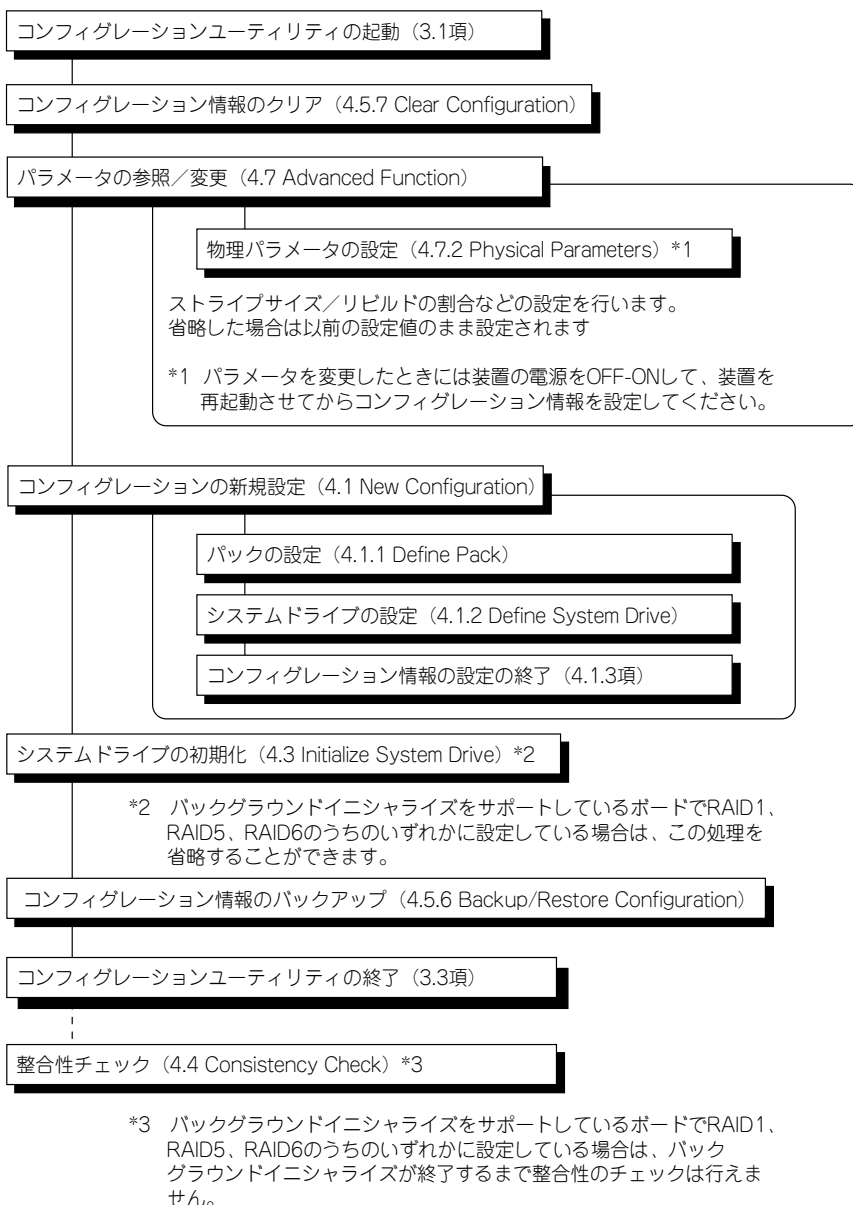 コンフィグレーションユーティリティの起動（3.1項）
コンフィグレーション情報のクリア（4.5.7 Clear Configuration）
パラメータの参照／変更（4.7 Advanced Function）
物理パラメータの設定（4.7.2 Physical Parameters）*1
ストライプサイズ／リビルドの割合などの設定を行います。
省略した場合は以前の設定値のまま設定されます
*1 パラメータを変更したときには装置の電源をOFF-ONして、装置を
再起動させてからコンフィグレーション情報を設定してください。
コンフィグレーションの新規設定（4.1 New Configuration）
パックの設定（4.1.1 Define Pack）
システムドライブの設定（4.1.2 Define System Drive）
コンフィグレーション情報の設定の終了（4.1.3項）
システムドライブの初期化（4.3 Initialize System Drive）*2
*2 バックグラウンドイニシャライズをサポートしているボードでRAID1、
RAID5、RAID6のうちのいずれかに設定している場合は、この処理を
省略することができます。
コンフィグレーション情報のバックアップ（4.5.6 Backup/Restore Configuration）
コンフィグレーションユーティリティの終了（3.3項）
整合性チェック（4.4 Consistency Check）*3
*3 バックグラウンドイニシャライズをサポートしているボードでRAID1、
RAID5、RAID6のうちのいずれかに設定している場合は、バック
グラウンドイニシャライズが終了するまで整合性のチェックは行えま
せん。